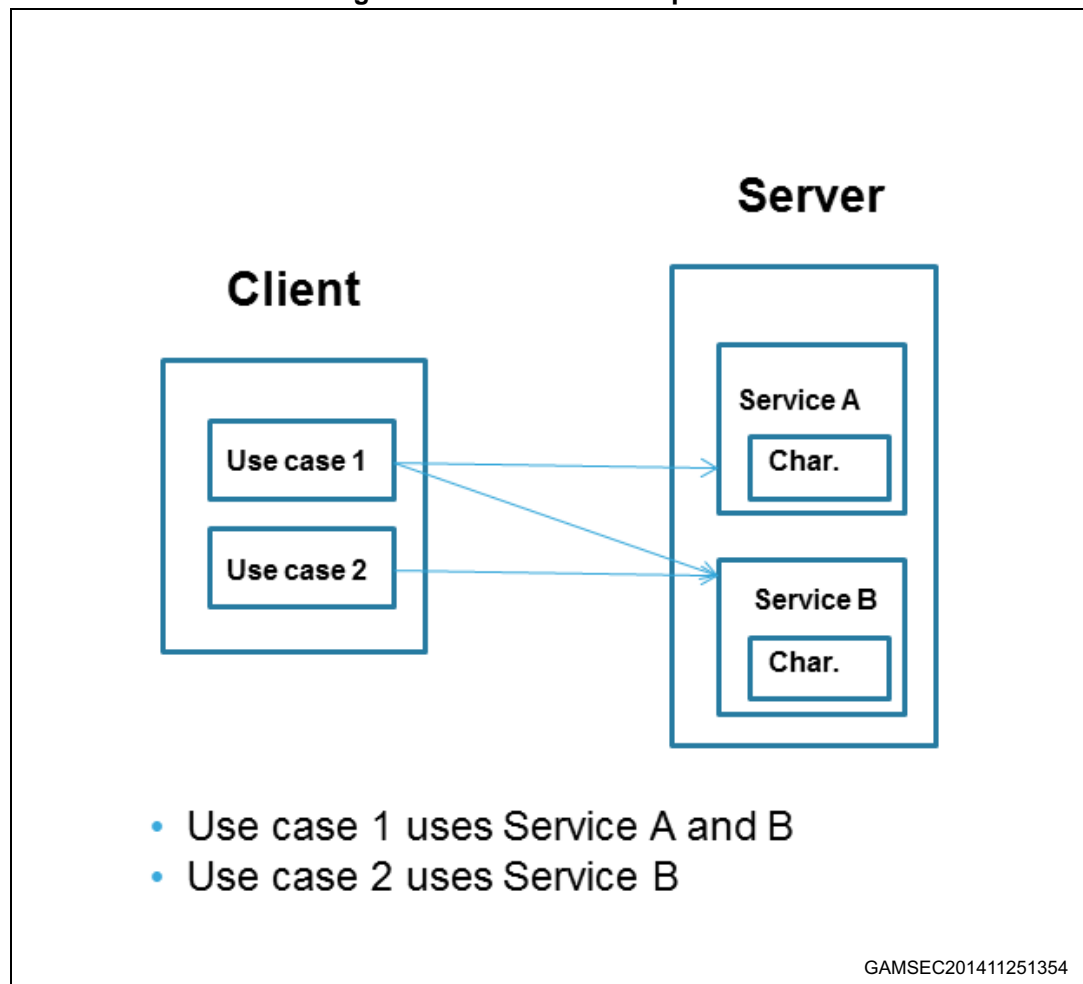 Server
Client
Service A
Char.
Use case 1
Use case 2
Service B
Char.
• Use case 1 uses Service A and B
• Use case 2 uses Service B
GAMSEC201411251354